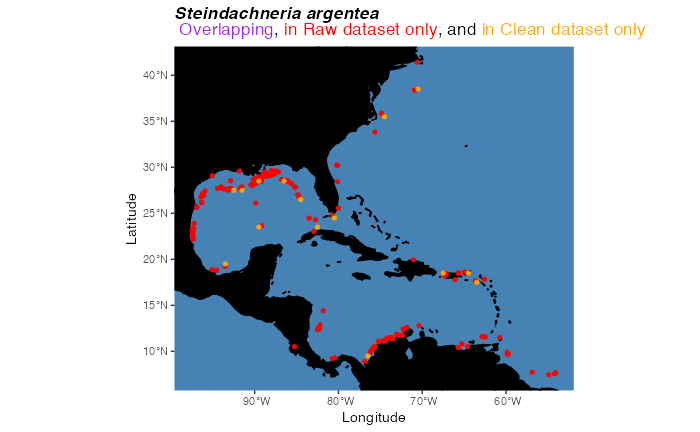 Steindachneria argentea
Overlapping, in Raw dataset only, and in Clean dataset only
40°N
35°N
30°N
25°N
20°N
15°N
10°N
Latitude
90°W 80°W 70°W 60°W
Longitude